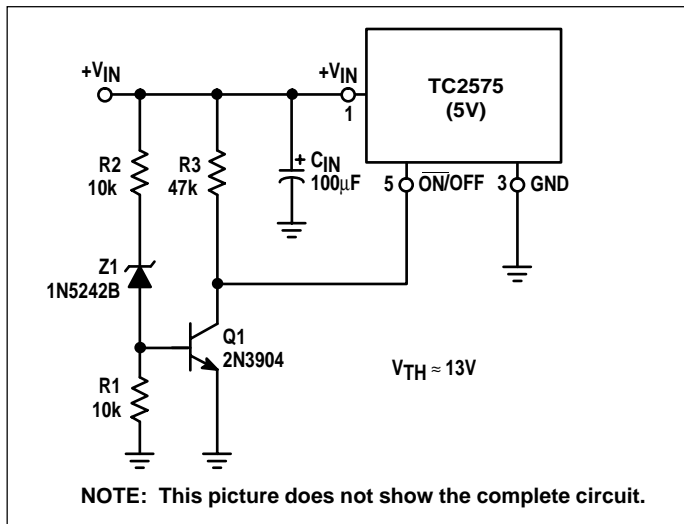 +VIN
+VIN
1
TC2575
(5V)
R2
10k
R3
47k
+ CIN
100µF
5
ON/OFF
3
GND
Z1
1N5242B
Q1
2N3904
VTH ≈ 13V
R1
10k
NOTE: This picture does not show the complete circuit.